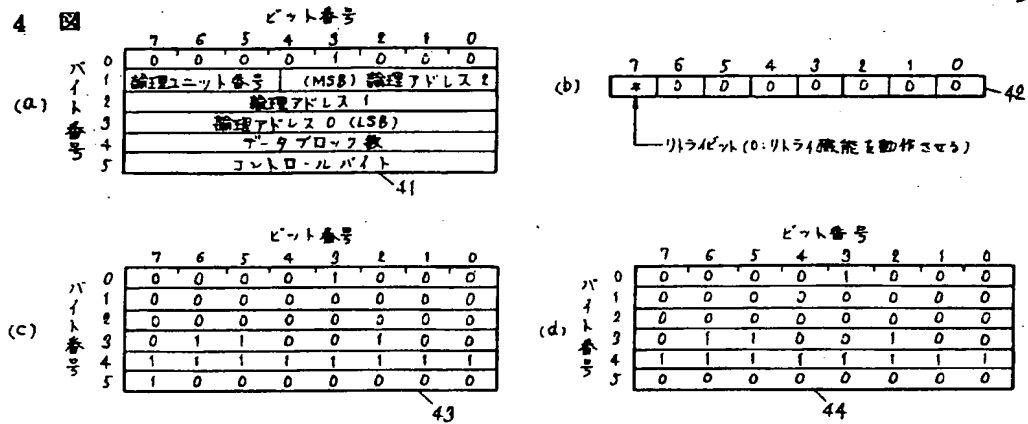 4 図
(a)
ビット番号
7 6 5 4 3 2 1 0
バイト番号
0 0 0 0 0 1 0 0 0
1 論理ユニット番号 (MSB) 論理アドレス 2
2 論理アドレス 1
3 論理アドレス 0 (LSB)
4 データブロック数
5 コントロールバイト
41
(b)
7 6 5 4 3 2 1 0
* 0 0 0 0 0 0 0
42
リトライビット (0:リトライ機能を動作させる)
(c)
ビット番号
7 6 5 4 3 2 1 0
バイト番号
0 0 0 0 0 1 0 0 0
1 0 0 0 0 0 0 0 0
2 0 0 0 0 0 0 0 0
3 0 1 1 0 0 1 0 0
4 1 1 1 1 1 1 1 1
5 1 0 0 0 0 0 0 0
43
(d)
ビット番号
7 6 5 4 3 2 1 0
バイト番号
0 0 0 0 0 1 0 0 0
1 0 0 0 0 0 0 0 0
2 0 0 0 0 0 0 0 0
3 0 1 1 0 0 1 0 0
4 1 1 1 1 1 1 1 1
5 0 0 0 0 0 0 0 0
44